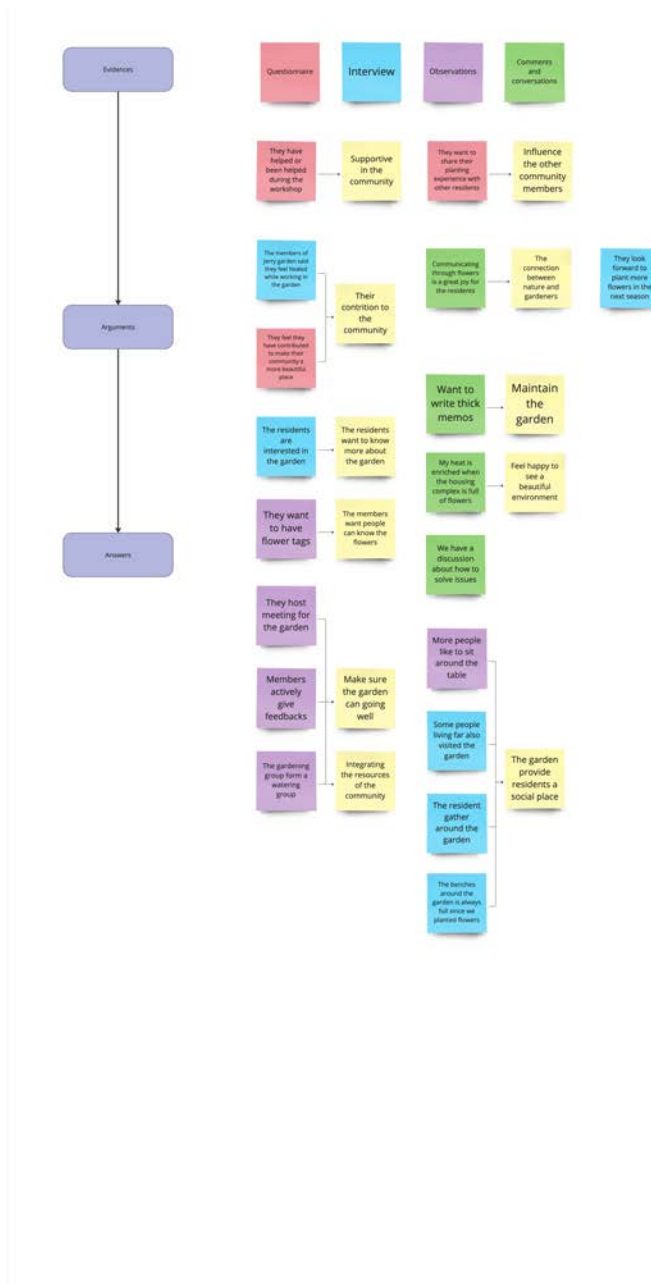 Evidences
Questionnaire
Interview
Observations
Comments
and
conversations
They have
helped or
been helped
during the
workshop
Supportive
in the
community
They want to
share their
planting
experience with
other residents
Influence
the other
community
members
The members of
Jerry garden said
they feel healed
while working in
the garden
They feel they
have contributed
to make their
community a
more beautiful
place
Their
contrition to
the
community
Communicating
through flowers
is a great joy for
the residents
The
connection
between
nature and
gardeners
They look
forward to
plant more
flowers in the
next season
Arguments
Want to
write thick
memos
Maintain
the
garden
The residents
are
interested in
the garden
The residents
want to know
more about
the garden
My heat is
enriched when
the housing
complex is full
of flowers
Feel happy to
see a
beautiful
environment
They want
to have
flower tags
The members
want people
can know the
flowers
We have a
discussion
about how to
solve issues
Answers
They host
meeting for
the garden
Members
actively
give
feedbacks
The gardening
group form a
watering
group
Make sure
the garden
can going
well
Integrating
the resources
of the
community
More people
like to sit
around the
table
Some people
living far also
visited the
garden
The resident
gather
around the
garden
The benches
around the
garden is always
full since we
planted flowers
The garden
provide
residents a
social place